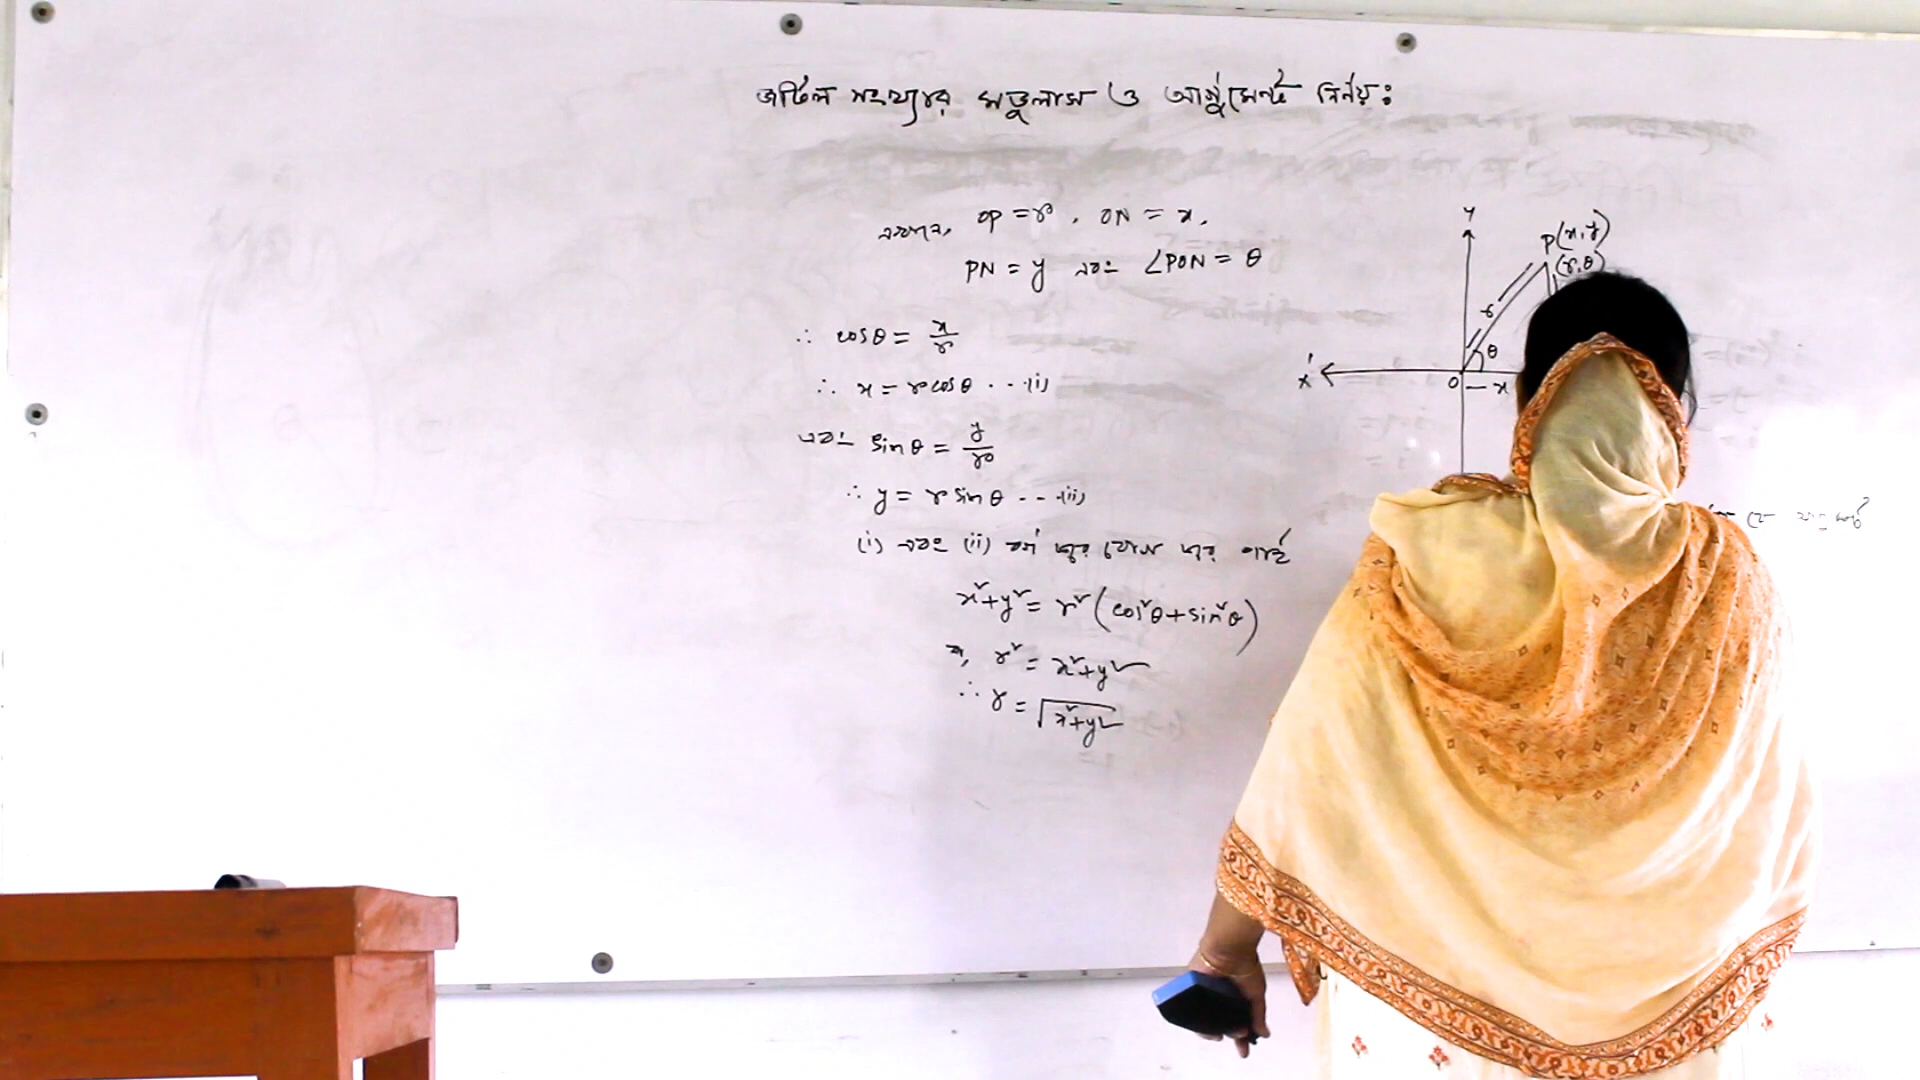 জটিল সংখ্যার মডুলাস ও আর্গুমেন্ট নির্নয়:
এখানে, OP = r, ON = x,
PN = y এবং ∠PON = θ
∴ cosθ = x/r
∴ x = r cosθ ---(i)
এবং sinθ = y/r
∴ y = r sinθ ---(ii)
(i) এবং (ii) বর্গ করে যোগ করে পাই
x²+y² = r²(cos²θ+sin²θ)
বা, r² = x²+y²
∴ r = √x²+y²
Y
P(x,y)
(r,θ)
r
θ
X'
O
x